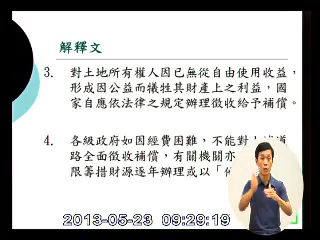 解釋文
3. 對土地所有權人因已無從自由使用收益，
形成因公益而犧牲其財產上之利益，國
家自應依法律之規定辦理徵收給予補償。
4. 各級政府如因經費困難，不能對上
路全面徵收補償，有關機關亦
限籌措財源逐年辦理或以「
2013-05-23 09:29:19